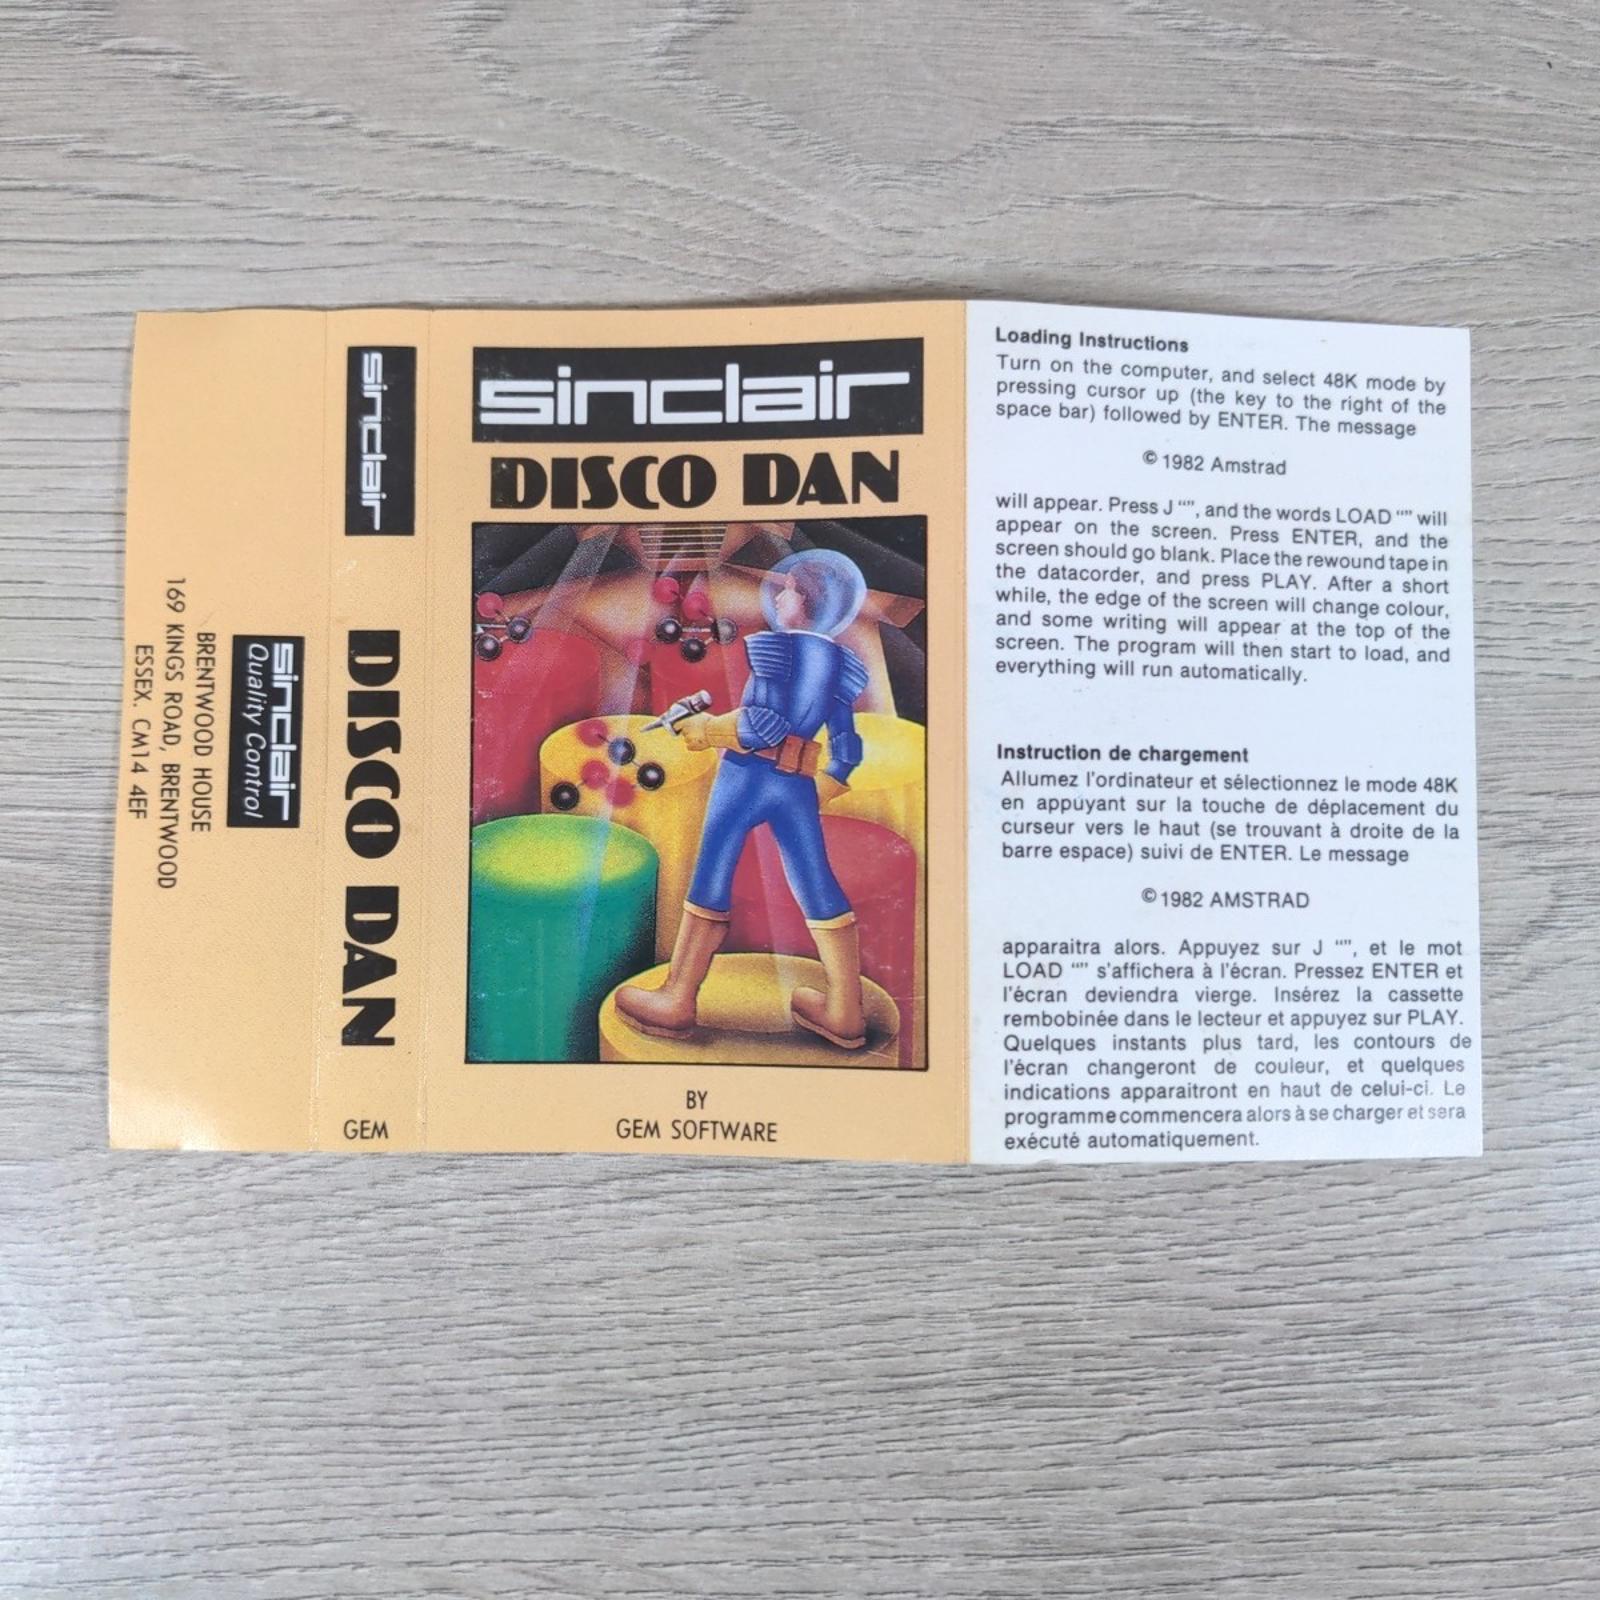 BRENTWOOD HOUSE
169 KINGS ROAD, BRENTWOOD
ESSEX. CM14 4EF
sinclair
Quality Control
sinclair
DISCO DAN
GEM
sinclair
DISCO DAN
BY
GEM SOFTWARE
Loading Instructions
Turn on the computer, and select 48K mode by
pressing cursor up (the key to the right of the
space bar) followed by ENTER. The message
© 1982 Amstrad
will appear. Press J “”, and the words LOAD “” will
appear on the screen. Press ENTER, and the
screen should go blank. Place the rewound tape in
the datacorder, and press PLAY. After a short
while, the edge of the screen will change colour,
and some writing will appear at the top of the
screen. The program will then start to load, and
everything will run automatically.
Instruction de chargement
Allumez l'ordinateur et sélectionnez le mode 48K
en appuyant sur la touche de déplacement du
curseur vers le haut (se trouvant à droite de la
barre espace) suivi de ENTER. Le message
© 1982 AMSTRAD
apparaitra alors. Appuyez sur J “”, et le mot
LOAD “” s'affichera à l'écran. Pressez ENTER et
l'écran deviendra vierge. Insérez la cassette
rembobinée dans le lecteur et appuyez sur PLAY.
Quelques instants plus tard, les contours de
l'écran changeront de couleur, et quelques
indications apparaitront en haut de celui-ci. Le
programme commencera alors à se charger et sera
exécuté automatiquement.